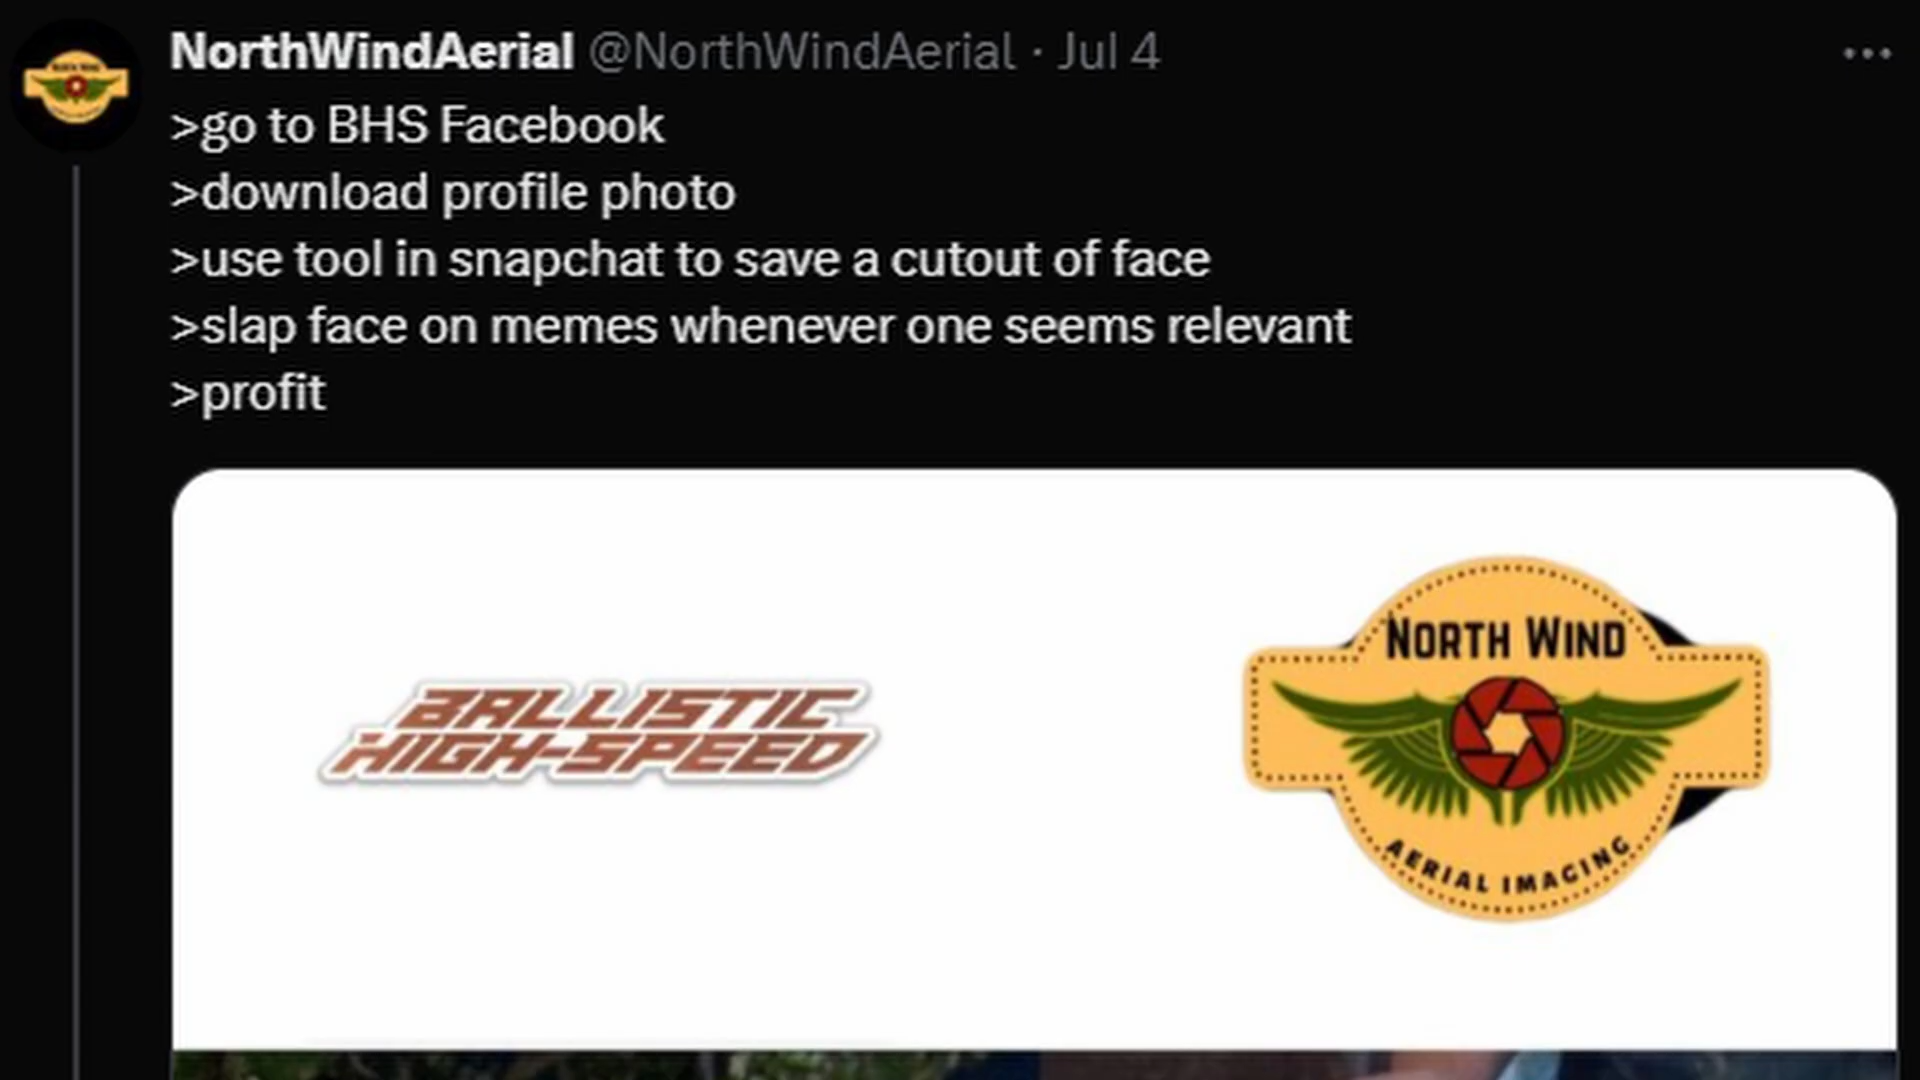 NorthWindAerial @NorthWindAerial · Jul 4
>go to BHS Facebook
>download profile photo
>use tool in snapchat to save a cutout of face
>slap face on memes whenever one seems relevant
>profit
BALLISTIC
HIGH-SPEED
NORTH WIND
AERIAL IMAGING